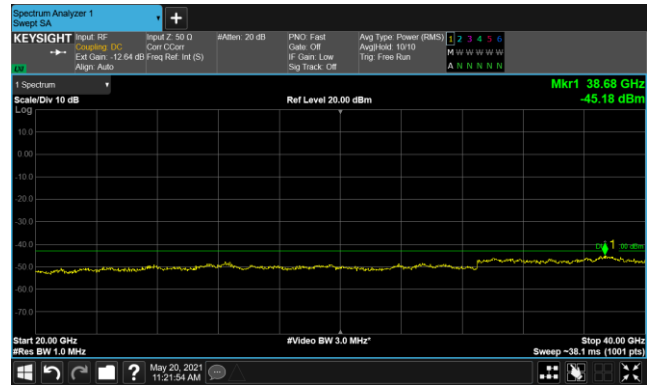 Spectrum Analyzer 1
Swept SA
+
KEYSIGHT Input: RF Input Z: 50 Ω #Atten: 20 dB PNO: Fast Avg Type: Power (RMS) 1 2 3 4 5 6
Coupling: DC Corr CCorr Gate: Off Avg|Hold: 10/10 M W W W W W
Ext Gain: -12.64 dB Freq Ref: Int (S) IF Gain: Low Trig: Free Run
Align: Auto Sig Track: Off A N N N N N
1 Spectrum Mkr1 38.68 GHz
Scale/Div 10 dB Ref Level 20.00 dBm -45.18 dBm
Log
10.0
0.00
-10.0
-20.0
-30.0
-40.0
1
-50.0
-60.0
-70.0
Start 20.00 GHz #Video BW 3.0 MHz* Stop 40.00 GHz
#Res BW 1.0 MHz Sweep ~38.1 ms (1001 pts)
? May 20, 2021
11:21:54 AM